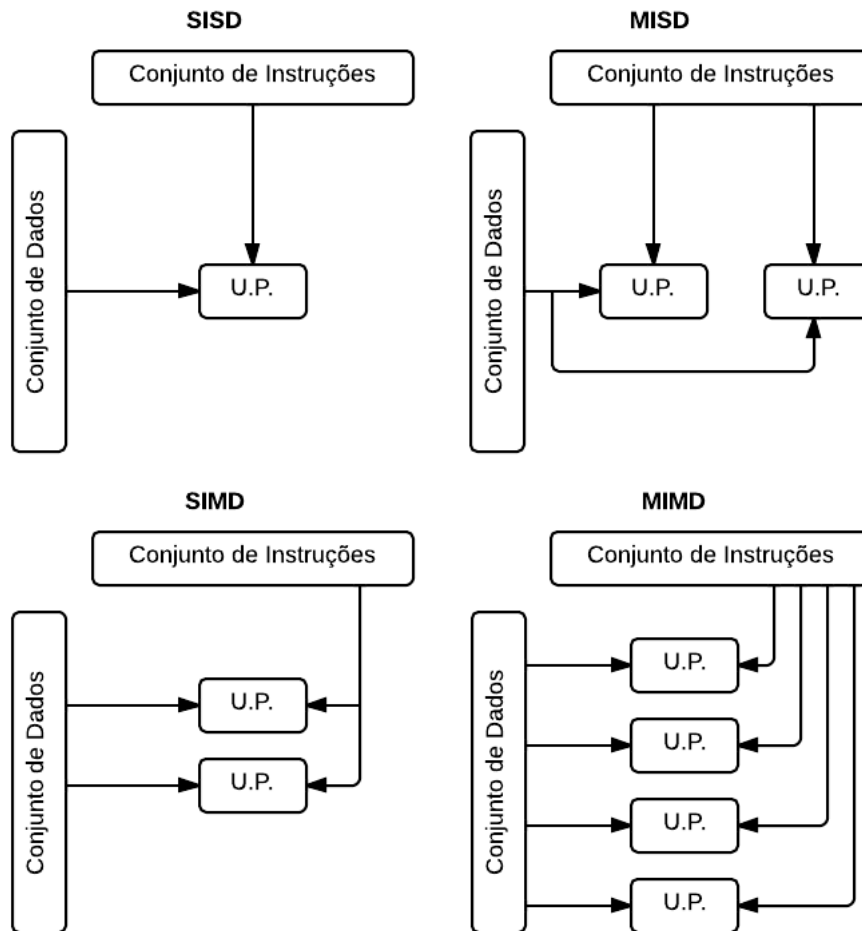 SISD
Conjunto de Instruções
Conjunto de Dados
U.P.
MISD
Conjunto de Instruções
Conjunto de Dados
U.P.
U.P.
SIMD
Conjunto de Instruções
Conjunto de Dados
U.P.
U.P.
MIMD
Conjunto de Instruções
Conjunto de Dados
U.P.
U.P.
U.P.
U.P.